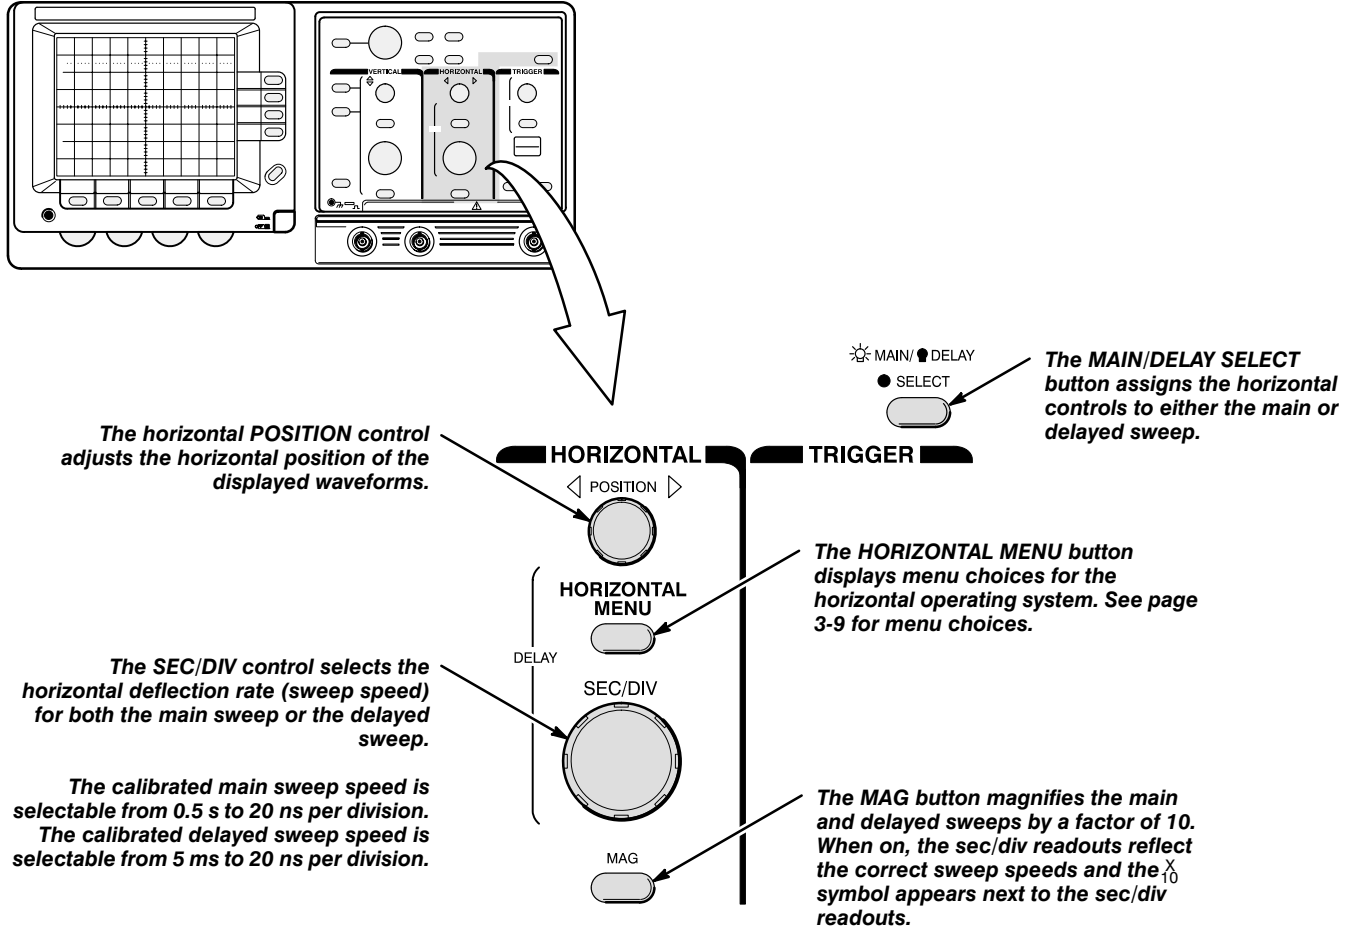 VERTICAL
HORIZONTAL
TRIGGER
MAIN/ DELAY
SELECT
The MAIN/DELAY SELECT
button assigns the horizontal
controls to either the main or
delayed sweep.
The horizontal POSITION control
adjusts the horizontal position of the
displayed waveforms.
HORIZONTAL
TRIGGER
POSITION
The HORIZONTAL MENU button
displays menu choices for the
horizontal operating system. See page
3-9 for menu choices.
HORIZONTAL
MENU
DELAY
The SEC/DIV control selects the
horizontal deflection rate (sweep speed)
for both the main sweep or the delayed
sweep.
SEC/DIV
The calibrated main sweep speed is
selectable from 0.5 s to 20 ns per division.
The calibrated delayed sweep speed is
selectable from 5 ms to 20 ns per division.
MAG
The MAG button magnifies the main
and delayed sweeps by a factor of 10.
When on, the sec/div readouts reflect
the correct sweep speeds and the X 10
symbol appears next to the sec/div
readouts.